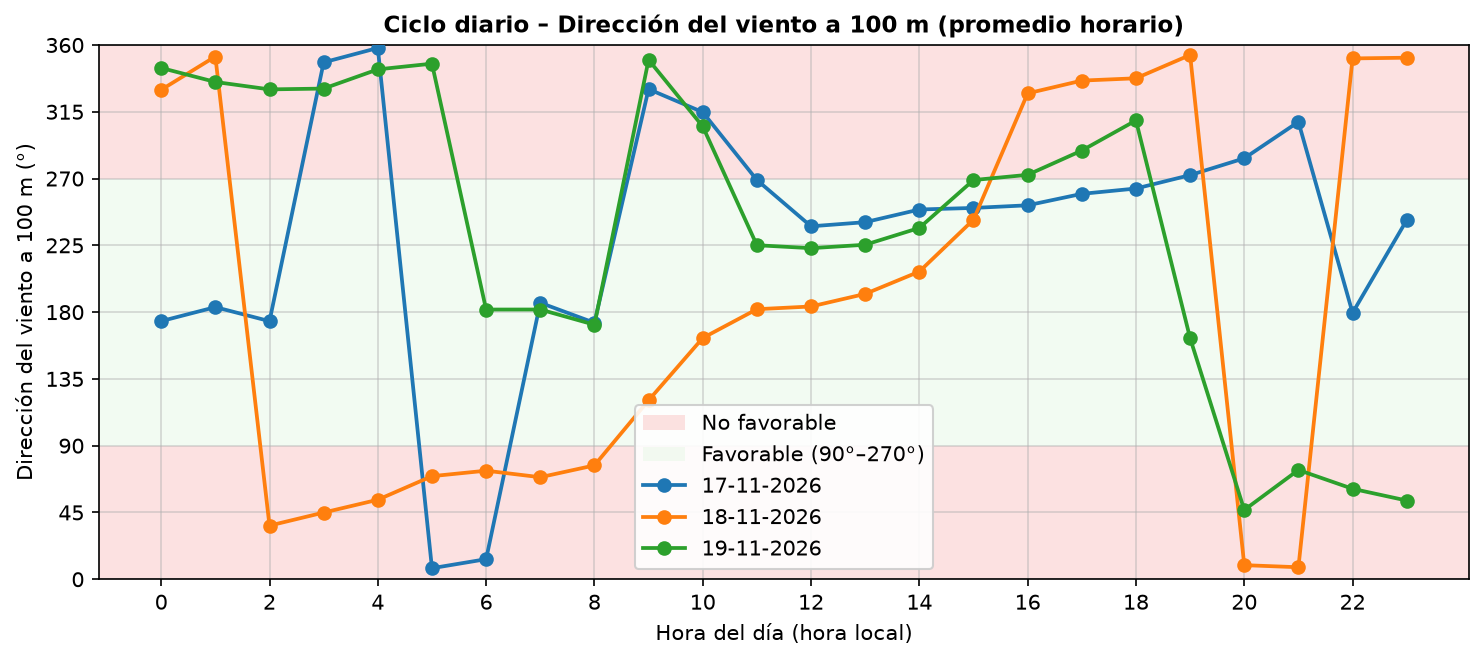 Ciclo diario – Dirección del viento a 100 m (promedio horario)
Dirección del viento a 100 m (°)
360
315
270
225
180
135
90
45
0
No favorable
Favorable (90°–270°)
17-11-2026
18-11-2026
19-11-2026
0 2 4 6 8 10 12 14 16 18 20 22
Hora del día (hora local)